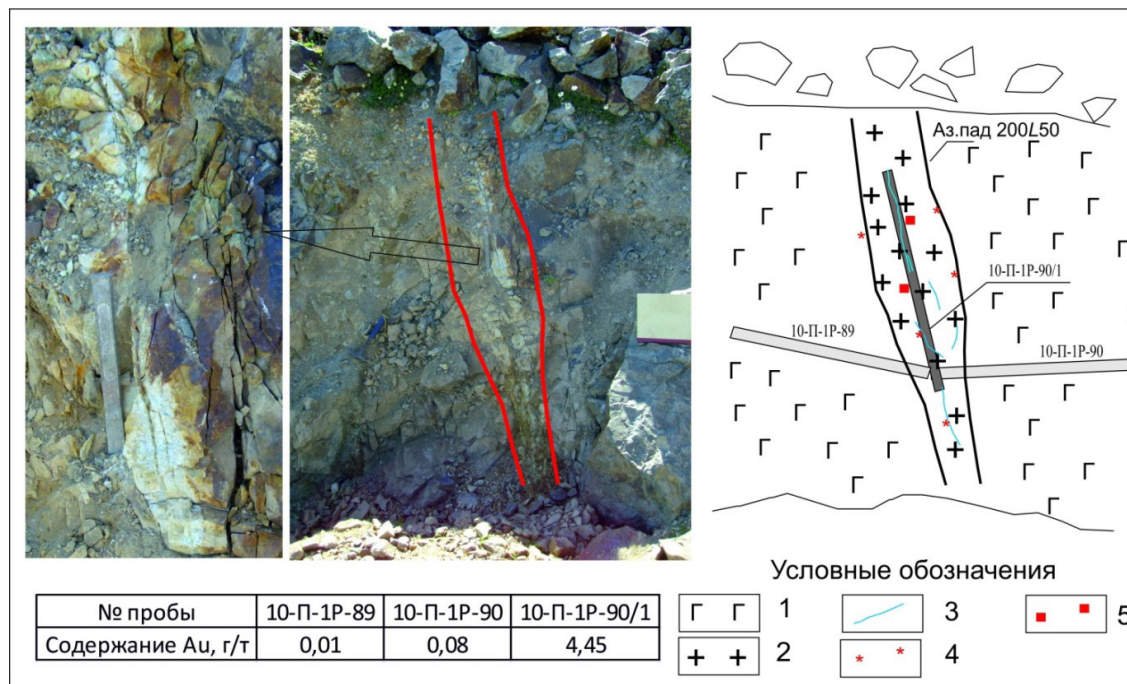 Аз.пад 200L50
10-П-1Р-90/1
10-П-1Р-89
10-П-1Р-90
Условные обозначения
№ пробы 10-П-1Р-89 10-П-1Р-90 10-П-1Р-90/1
Содержание Au, г/т 0,01 0,08 4,45
Г Г 1
3
5
+ + 2
* * 4